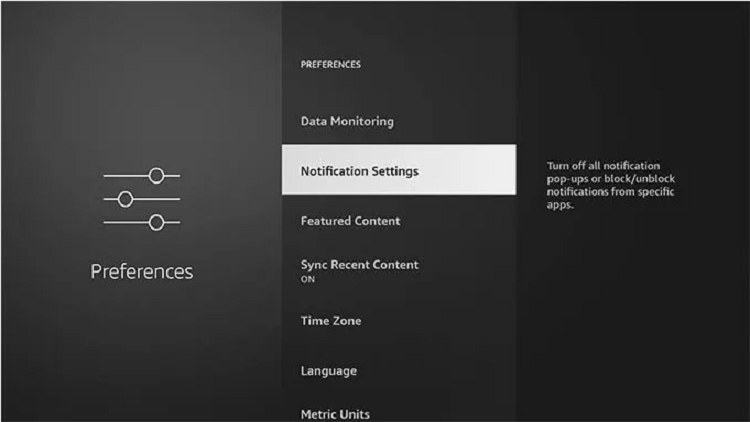 Preferences
PREFERENCES
Data Monitoring
Notification Settings
Featured Content
Sync Recent Content
ON
Time Zone
Language
Metric Units
Turn off all notification
pop-ups or block/unblock
notifications from specific
apps.